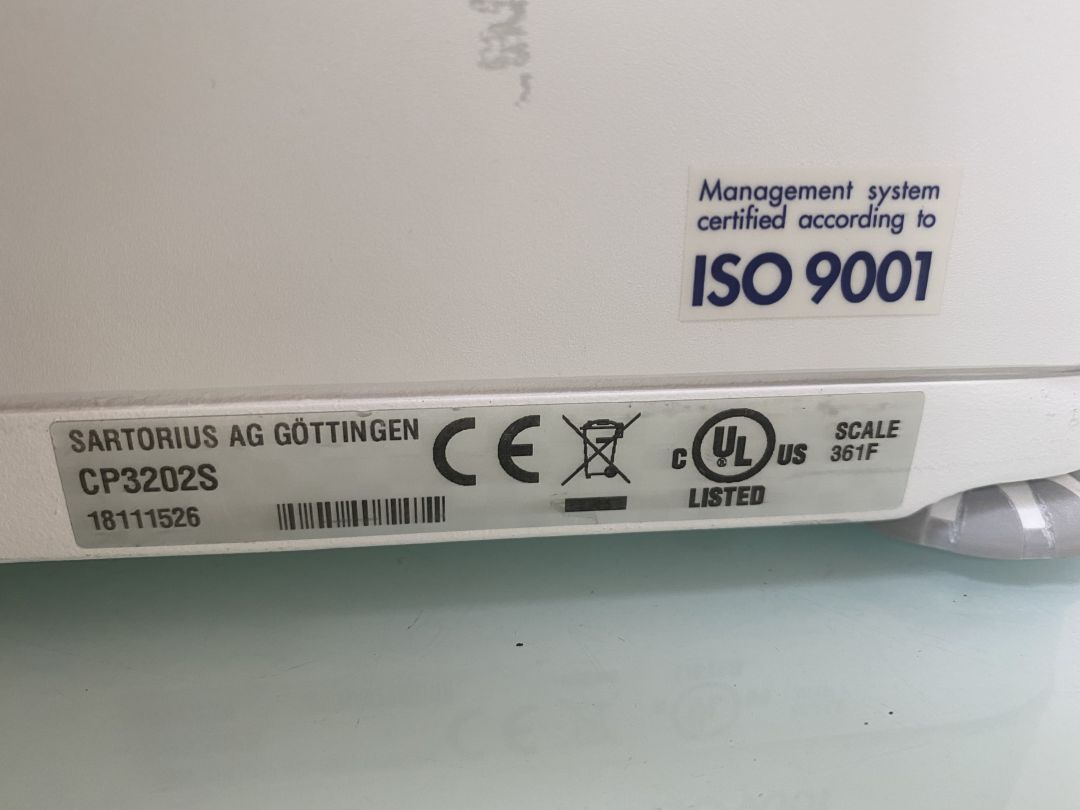 Management system
certified according to
ISO 9001
SARTORIUS AG GÖTTINGEN
CP3202S
18111526
CE
C UL US
LISTED
SCALE
361F